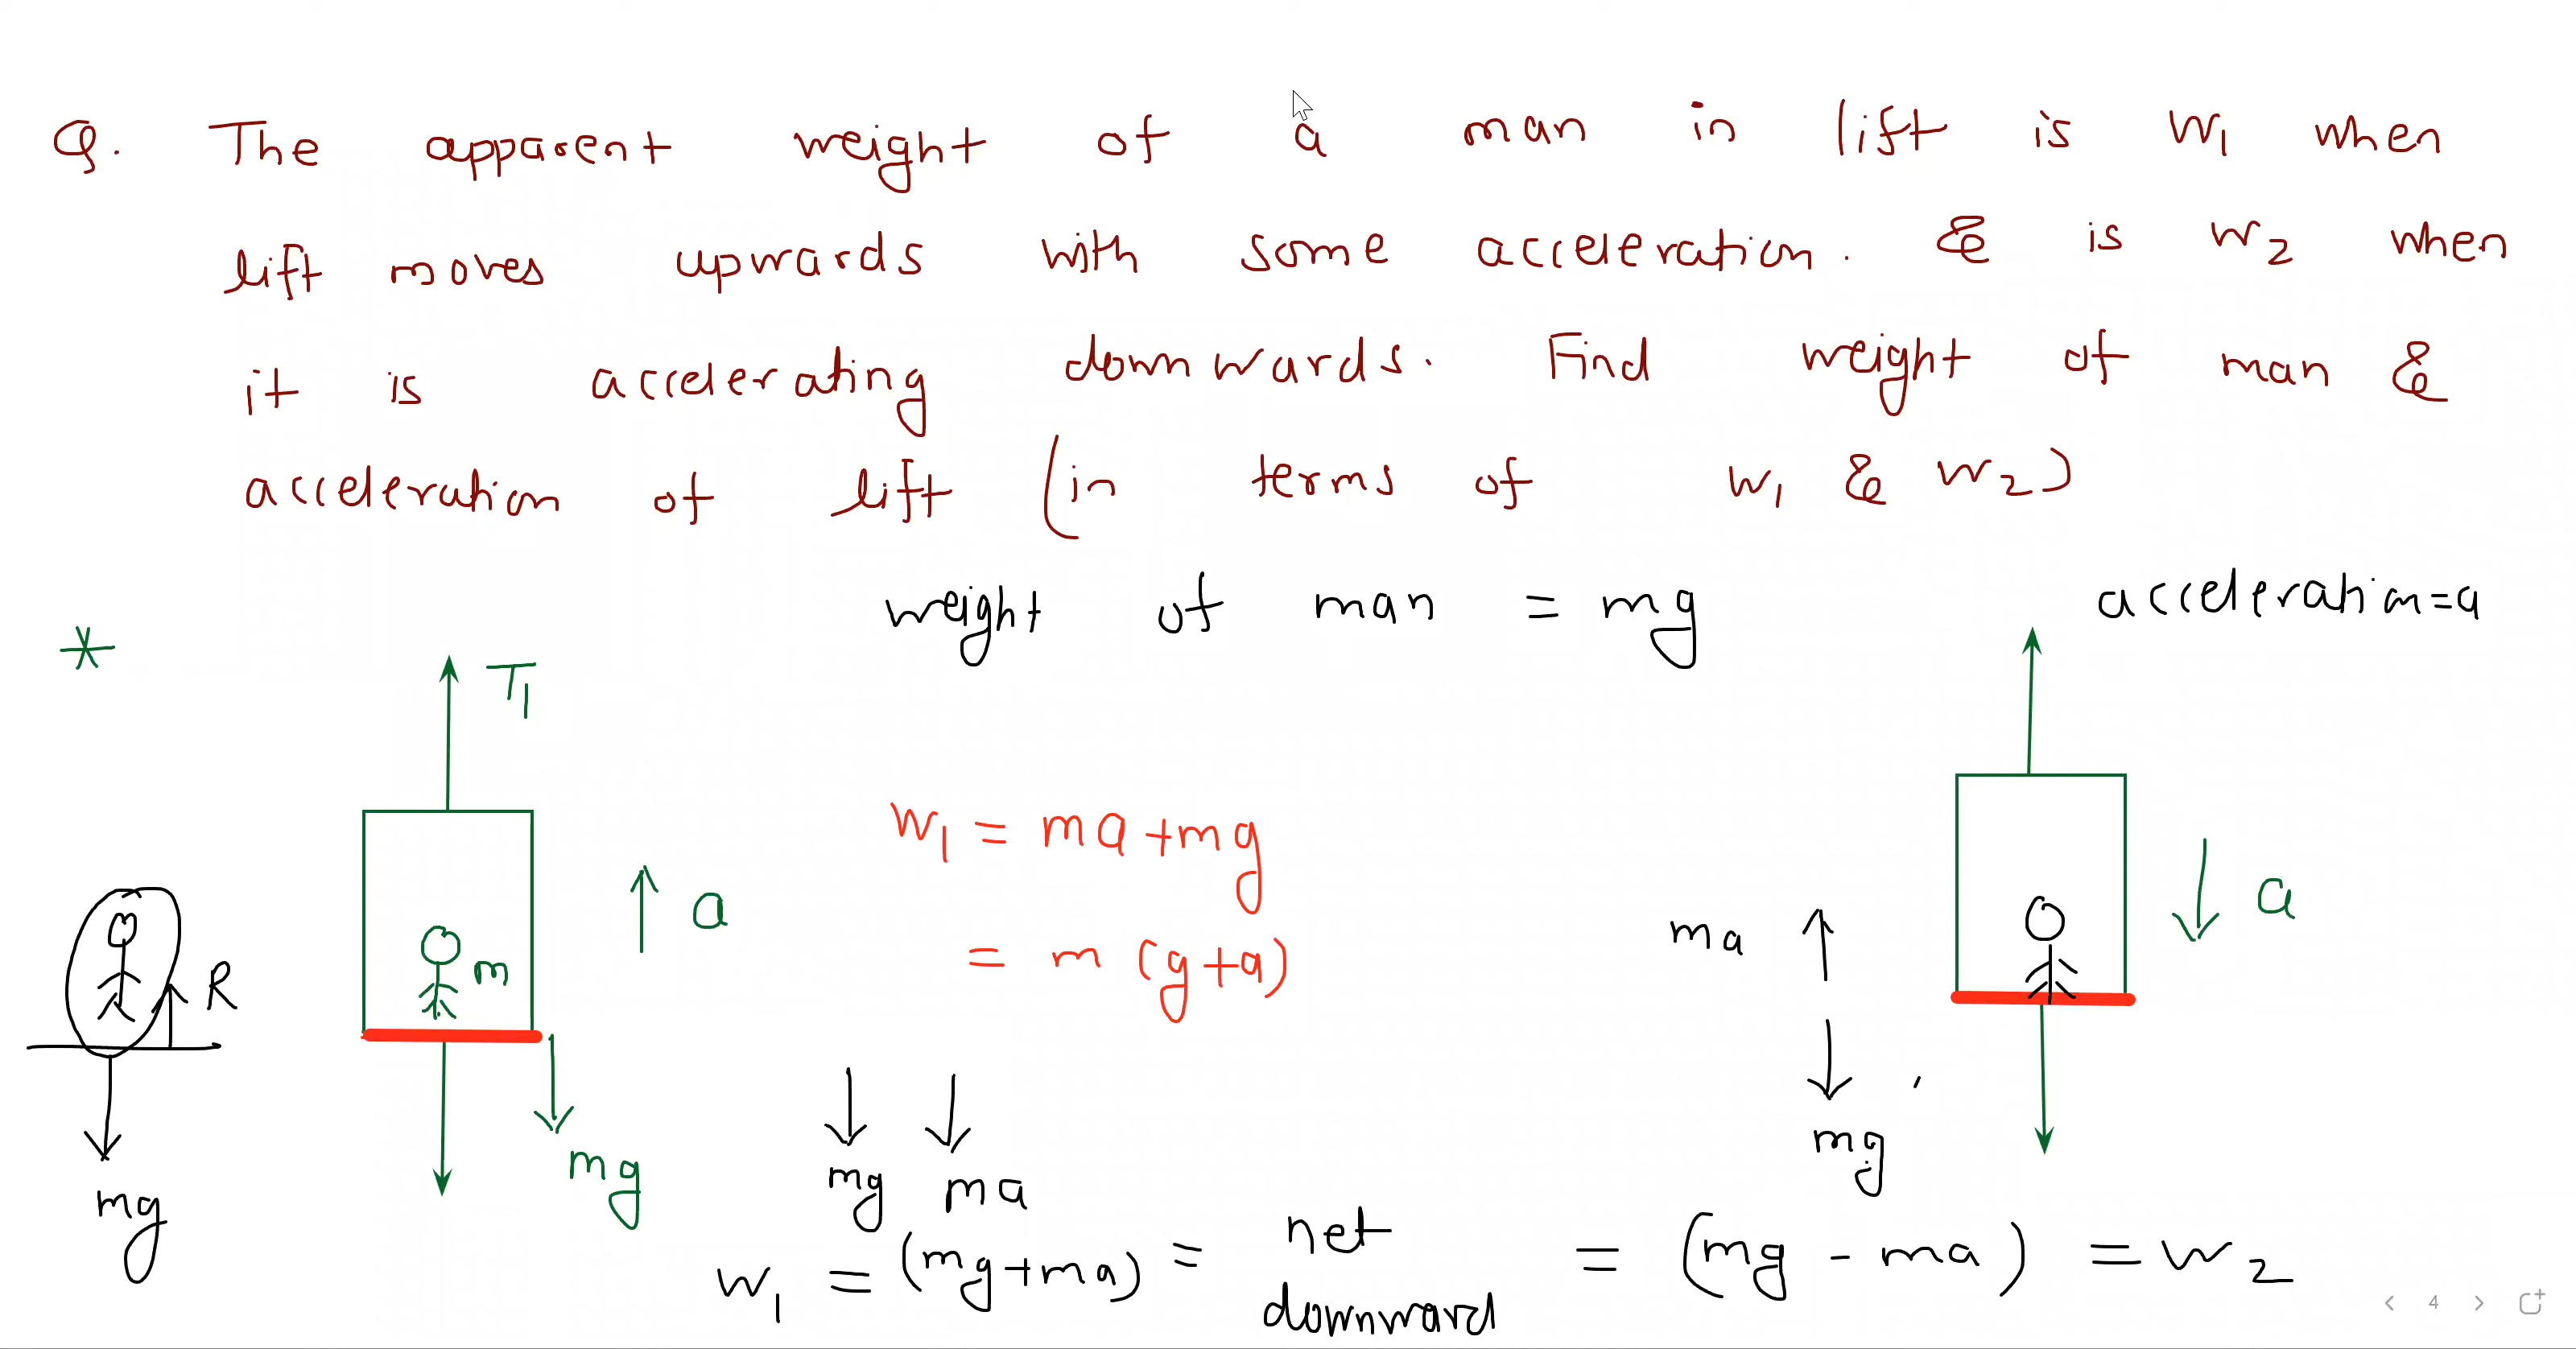 Q. The apparent weight of a man in lift is W1 when
lift moves upwards with some acceleration. & is W2 when
it is accelerating downwards. Find weight of man &
acceleration of lift (in terms of W1 & W2)
weight of man = mg
acceleration=a
*
T1
W1 = ma+mg
= m (g+a)
a
m
R
mg
mg
ma
mg
a
mg ma
W1 = (mg+ma) = net downward = (mg - ma) = W2
4